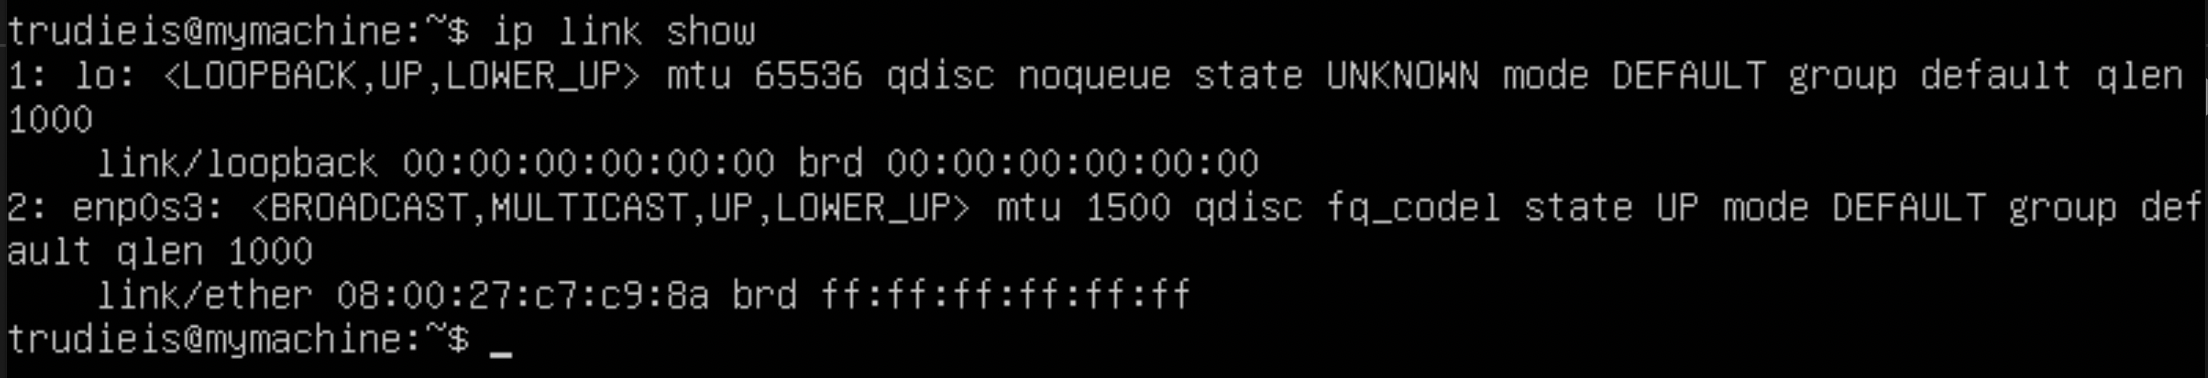 trudieis@mymachine:~$ ip link show
1: lo: <LOOPBACK,UP,LOWER_UP> mtu 65536 qdisc noqueue state UNKNOWN mode DEFAULT group default qlen
1000
    link/loopback 00:00:00:00:00:00 brd 00:00:00:00:00:00
2: enp0s3: <BROADCAST,MULTICAST,UP,LOWER_UP> mtu 1500 qdisc fq_codel state UP mode DEFAULT group def
ault qlen 1000
    link/ether 08:00:27:c7:c9:8a brd ff:ff:ff:ff:ff:ff
trudieis@mymachine:~$ _